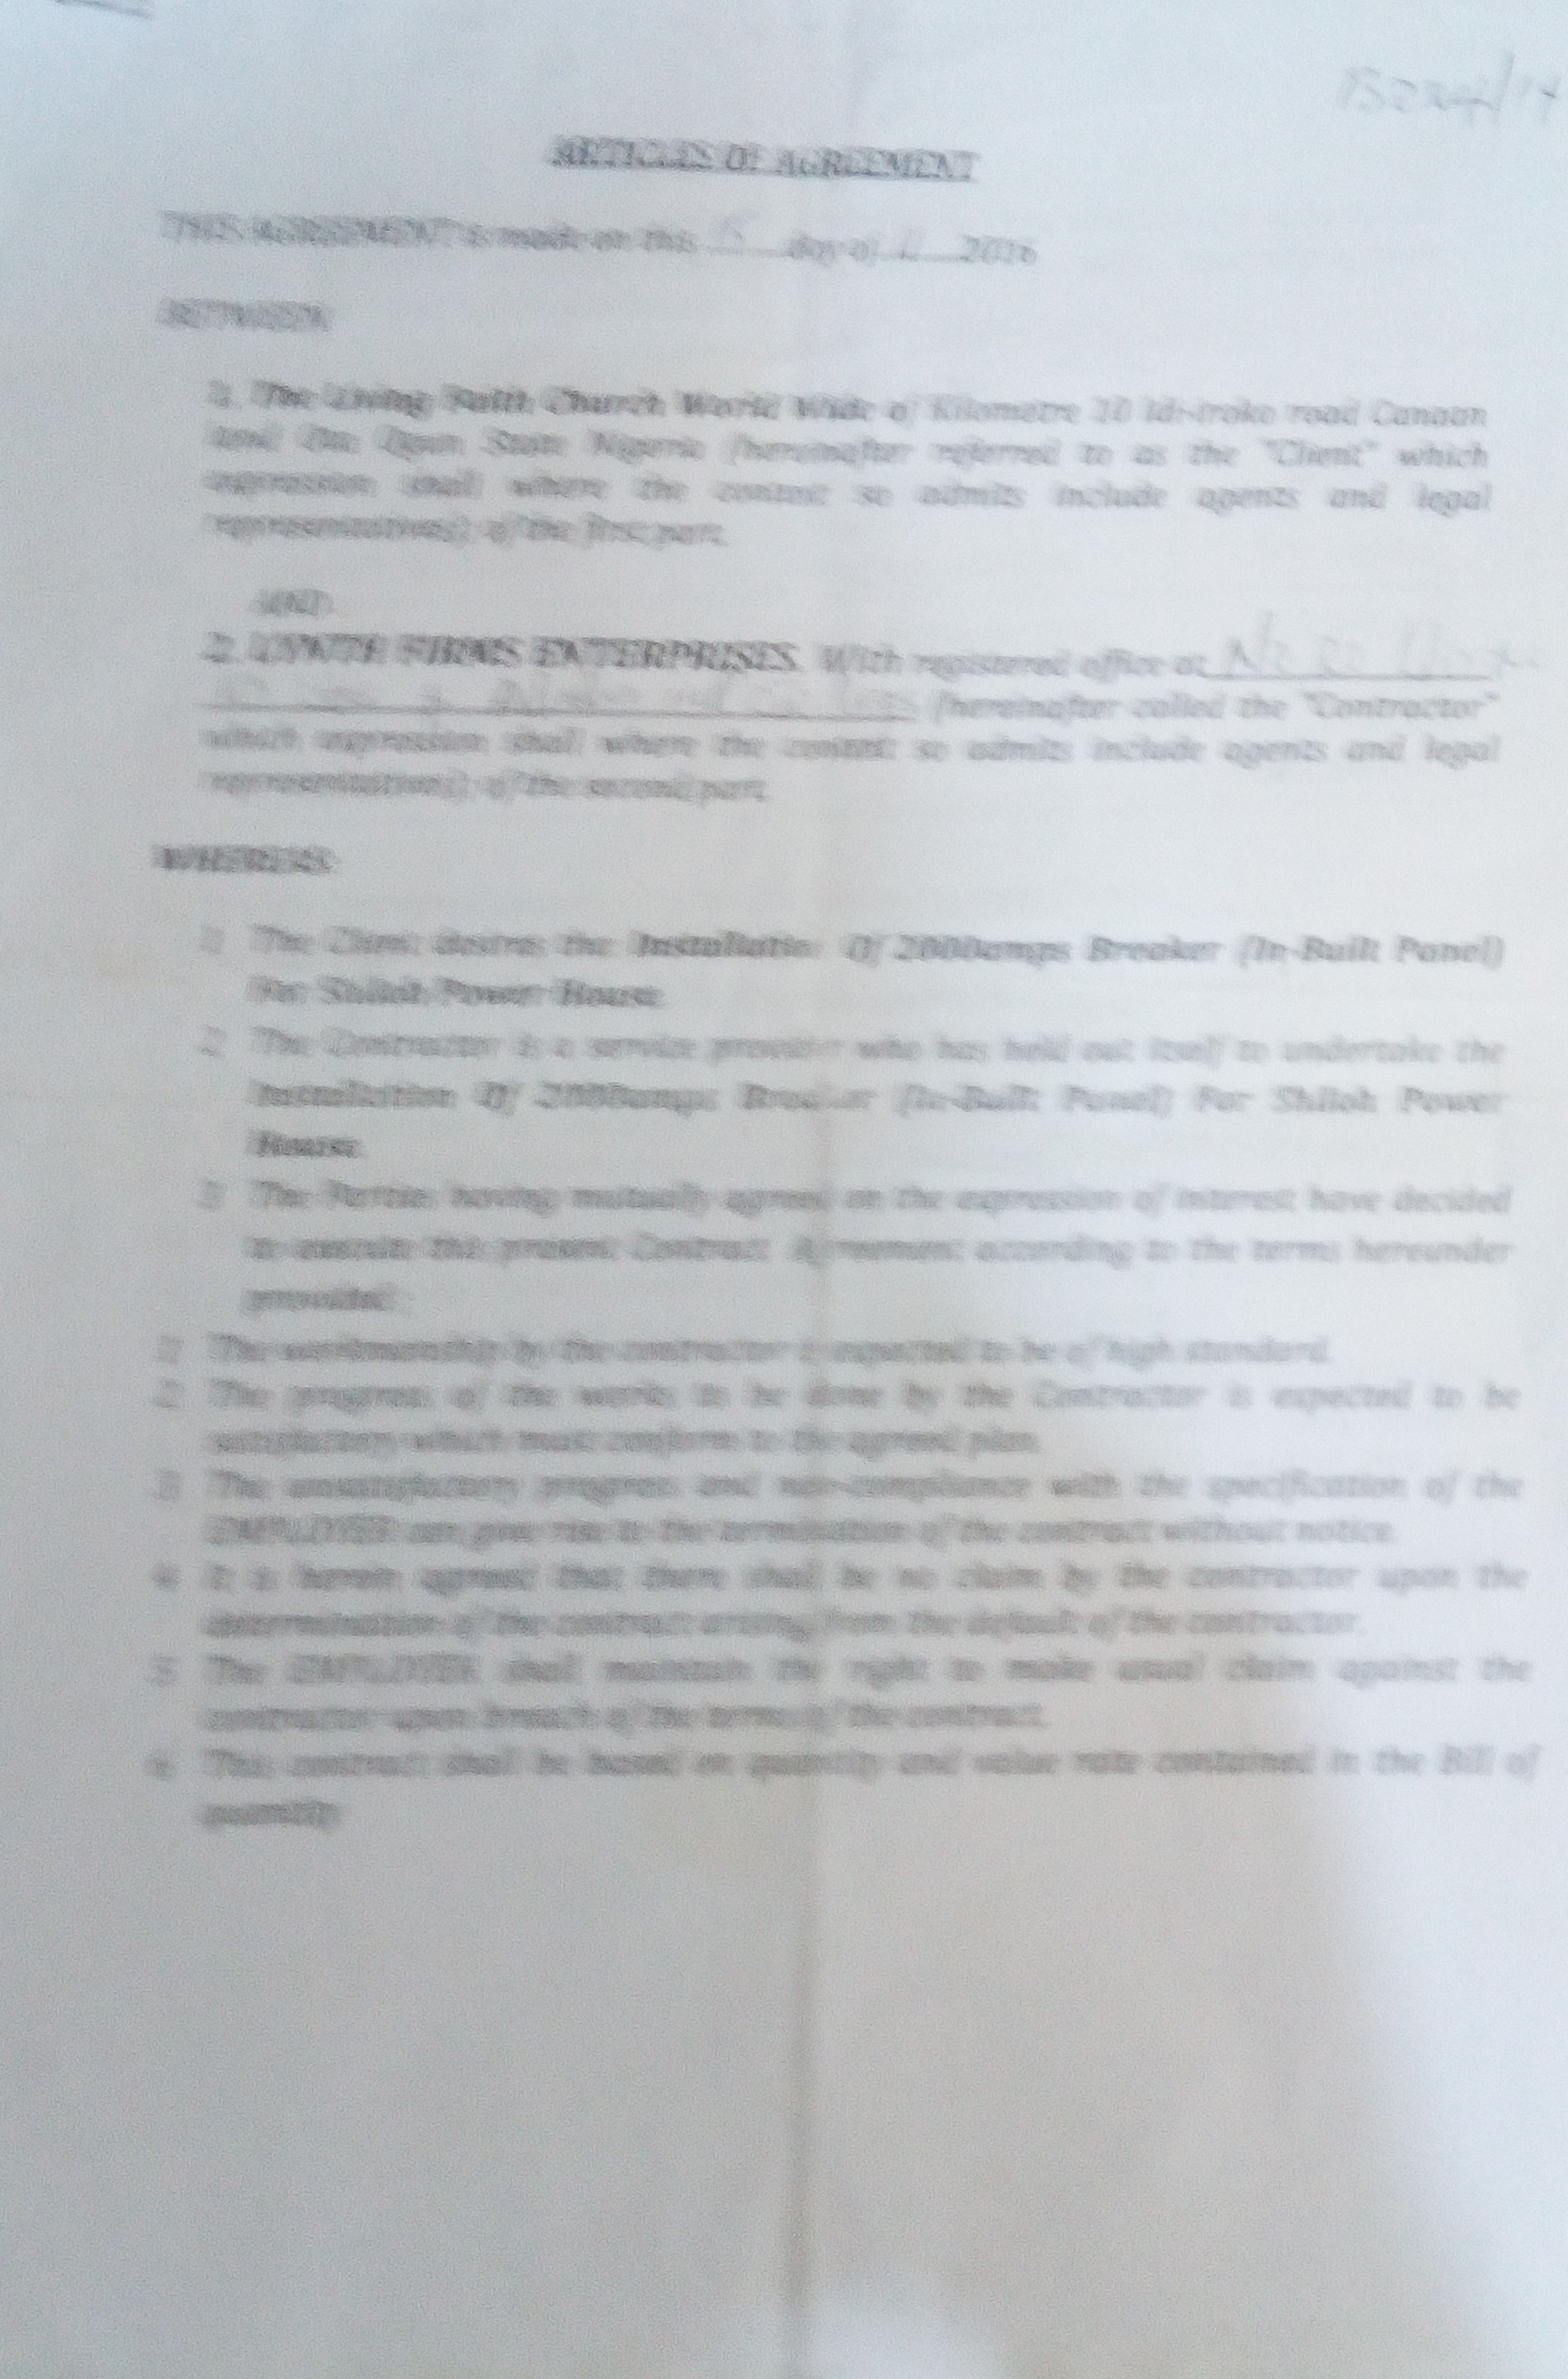 ARTICLES OF AGREEMENT
THIS AGREEMENT is made on this day of 11 2016
BETWEEN
1. The Living Faith Church World Wide of Kilometre 10 Idi-Iroko road Canaan
land Ota Ogun State Nigeria (hereinafter referred to as the "Client" which
expression shall where the context so admits include agents and legal
representatives); of the first part.
AND
2. FIRMS ENTERPRISES. With registered office at
(hereinafter called the "Contractor"
which expression shall where the context so admits include agents and legal
representatives); of the second part.
WHEREAS:
1) The Client desires the Of 2000amps Breaker (In-Built Panel)
For Shiloh Power House.
2) The Contractor is a service provider who has held out itself to undertake the
Installation Of 2000amps Breaker (In-Built Panel) For Shiloh Power
House.
3) The Parties having mutually agreed on the expression of interest have decided
to execute this present Contract Agreement according to the terms hereunder
provided:
1) The workmanship by the contractor is expected to be of high standard.
2) The progress of the works to be done by the Contractor is expected to be
satisfactory which must conform to the agreed plan.
3) The unsatisfactory progress and non-compliance with the specification of the
EMPLOYER can give rise to the termination of the contract without notice.
4) It is herein agreed that there shall be no claim by the contractor upon the
determination of the contract arising from the default of the contractor.
5) The EMPLOYER shall maintain the right to make usual claim against the
contractor upon breach of the terms of the contract.
6) This contract shall be based on quantity and value rate contained in the Bill of
quantity.